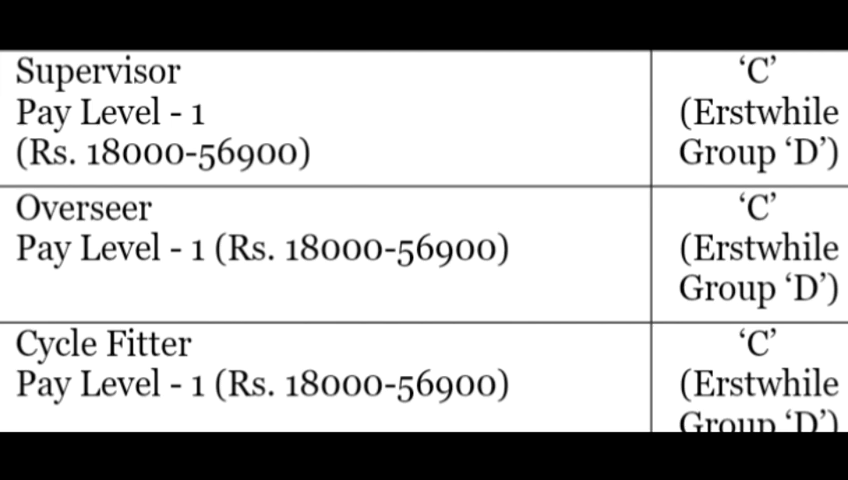 Supervisor
Pay Level - 1
(Rs. 18000-56900)
‘C’
(Erstwhile
Group ‘D’)
Overseer
Pay Level - 1 (Rs. 18000-56900)
‘C’
(Erstwhile
Group ‘D’)
Cycle Fitter
Pay Level - 1 (Rs. 18000-56900)
‘C’
(Erstwhile
Group ‘D’)